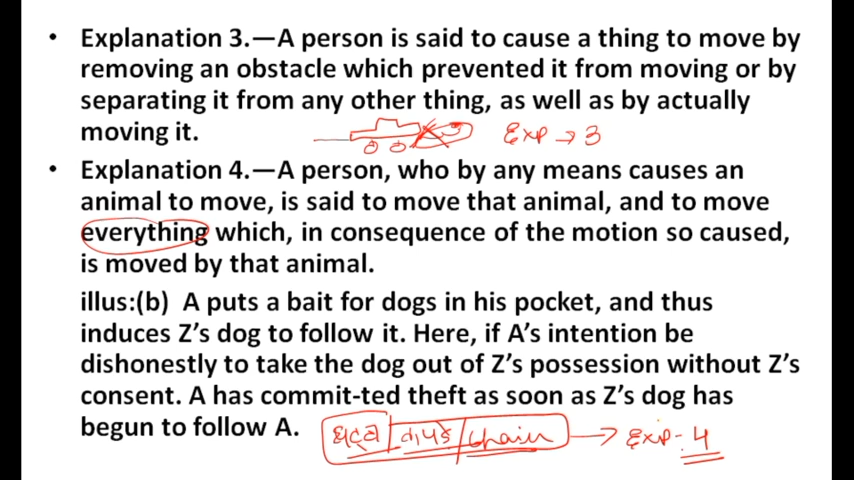 • Explanation 3.—A person is said to cause a thing to move by
removing an obstacle which prevented it from moving or by
separating it from any other thing, as well as by actually
moving it.
Exp → 3
• Explanation 4.—A person, who by any means causes an
animal to move, is said to move that animal, and to move
everything which, in consequence of the motion so caused,
is moved by that animal.
illus:(b) A puts a bait for dogs in his pocket, and thus
induces Z’s dog to follow it. Here, if A’s intention be
dishonestly to take the dog out of Z’s possession without Z’s
consent. A has commit-ted theft as soon as Z’s dog has
begun to follow A.
chain → Exp-4